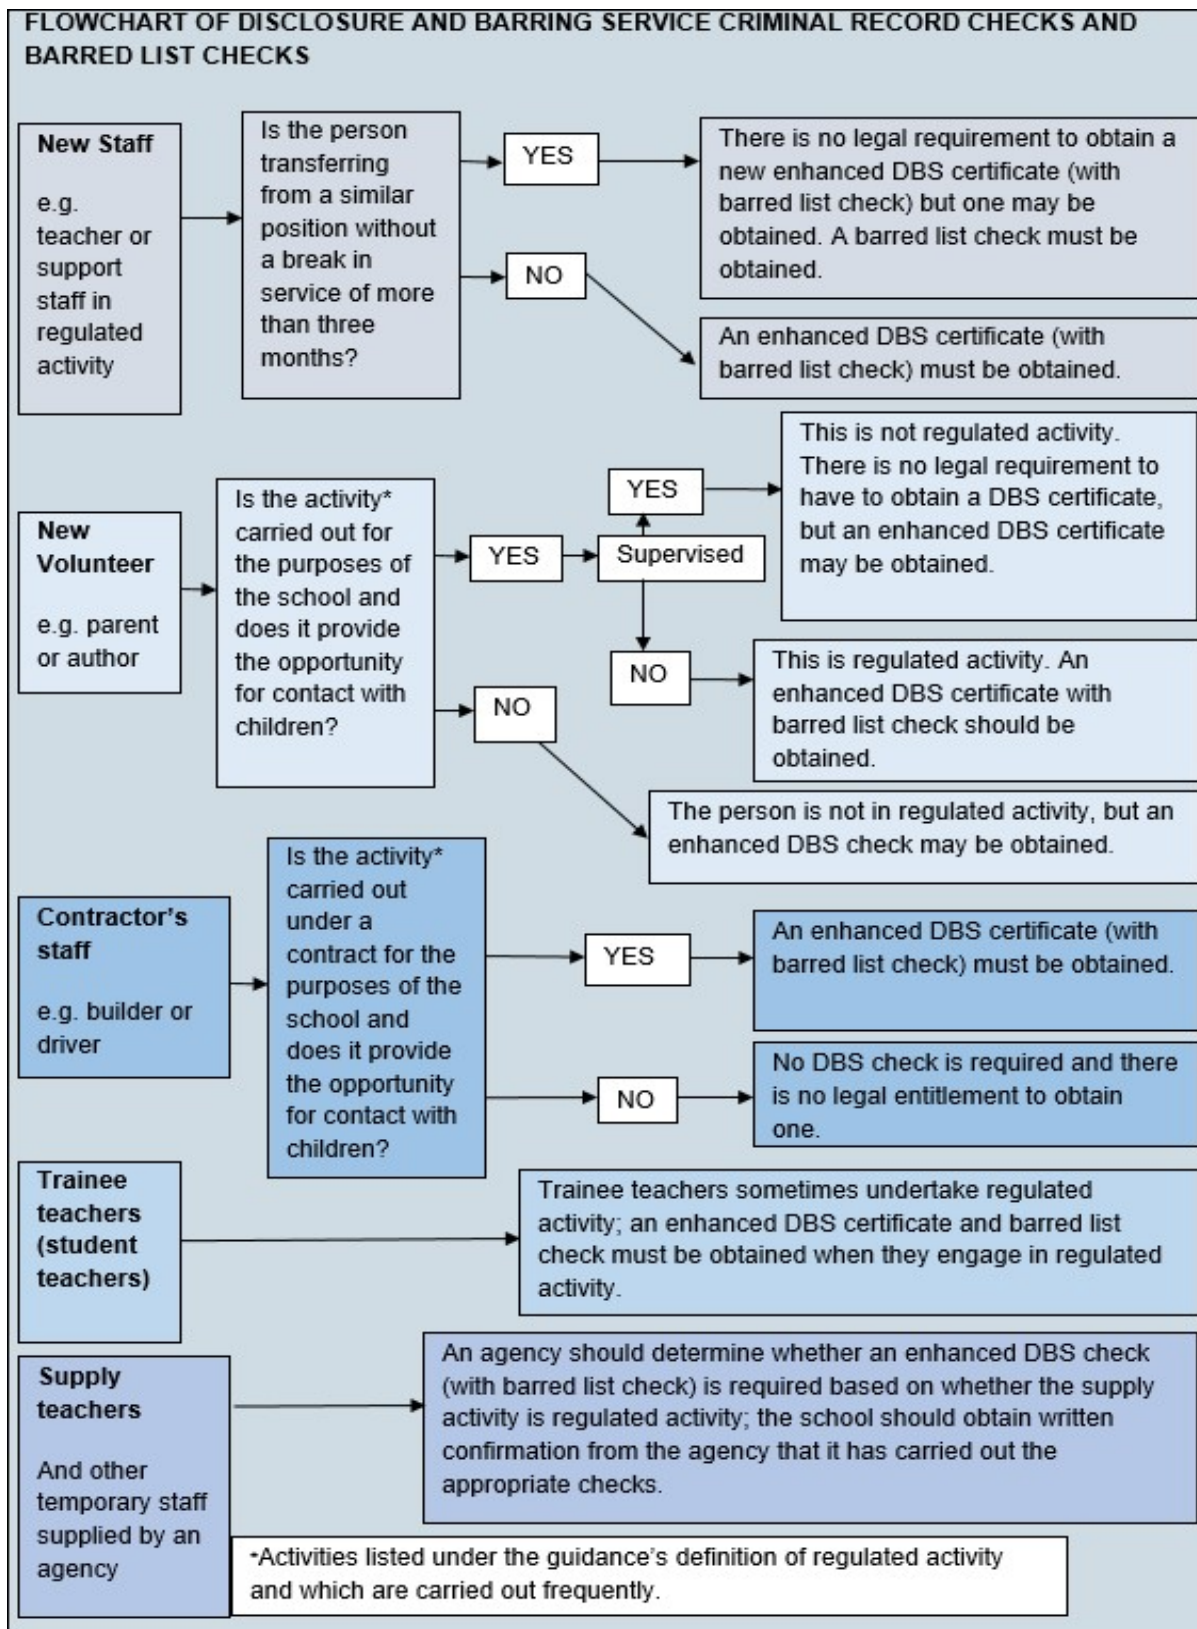 FLOWCHART OF DISCLOSURE AND BARRING SERVICE CRIMINAL RECORD CHECKS AND
BARRED LIST CHECKS
New Staff
e.g.
teacher or
support
staff in
regulated
activity
Is the person
transferring
from a similar
position without
a break in
service of more
than three
months?
YES
There is no legal requirement to obtain a
new enhanced DBS certificate (with
barred list check) but one may be
obtained. A barred list check must be
obtained.
NO
An enhanced DBS certificate (with
barred list check) must be obtained.
New
Volunteer
e.g. parent
or author
Is the activity*
carried out for
the purposes of
the school and
does it provide
the opportunity
for contact with
children?
YES
Supervised
YES
This is not regulated activity.
There is no legal requirement to
have to obtain a DBS certificate,
but an enhanced DBS certificate
may be obtained.
NO
This is regulated activity. An
enhanced DBS certificate with
barred list check should be
obtained.
NO
The person is not in regulated activity, but an
enhanced DBS check may be obtained.
Contractor's
staff
e.g. builder or
driver
Is the activity*
carried out
under a
contract for the
purposes of the
school and
does it provide
the opportunity
for contact with
children?
YES
An enhanced DBS certificate (with
barred list check) must be obtained.
NO
No DBS check is required and there
is no legal entitlement to obtain
one.
Trainee
teachers
(student
teachers)
Trainee teachers sometimes undertake regulated
activity; an enhanced DBS certificate and barred list
check must be obtained when they engage in regulated
activity.
Supply
teachers
And other
temporary staff
supplied by an
agency
An agency should determine whether an enhanced DBS check
(with barred list check) is required based on whether the supply
activity is regulated activity; the school should obtain written
confirmation from the agency that it has carried out the
appropriate checks.
*Activities listed under the guidance's definition of regulated activity
and which are carried out frequently.